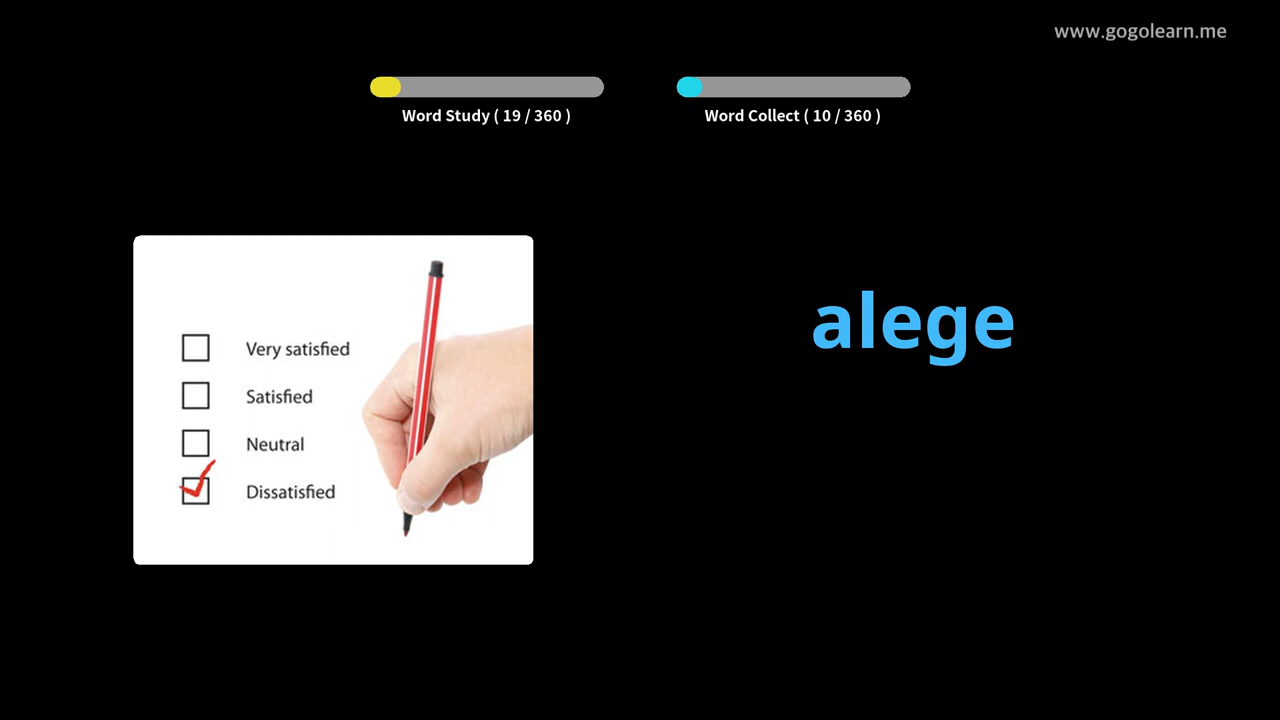 www.gogolearn.me
Word Study ( 19 / 360 )
Word Collect ( 10 / 360 )
alege
Very satisfied
Satisfied
Neutral
Dissatisfied